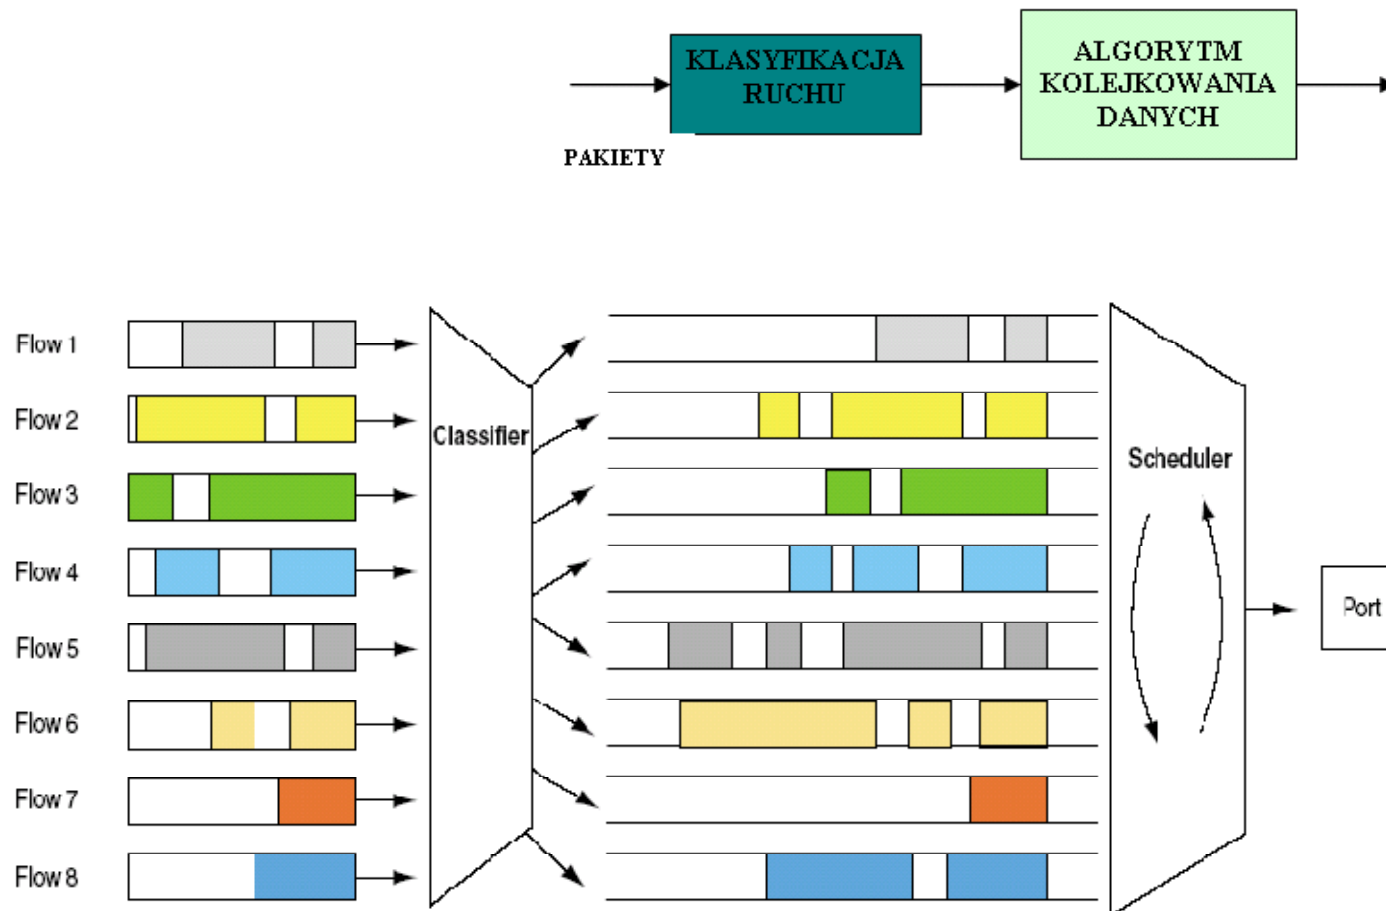 KLASYFIKACJA
RUCHU
ALGORYTM
KOLEJKOWANIA
DANYCH
PAKIETY
Flow 1
Flow 2
Classifier
Flow 3
Scheduler
Flow 4
Port
Flow 5
Flow 6
Flow 7
Flow 8